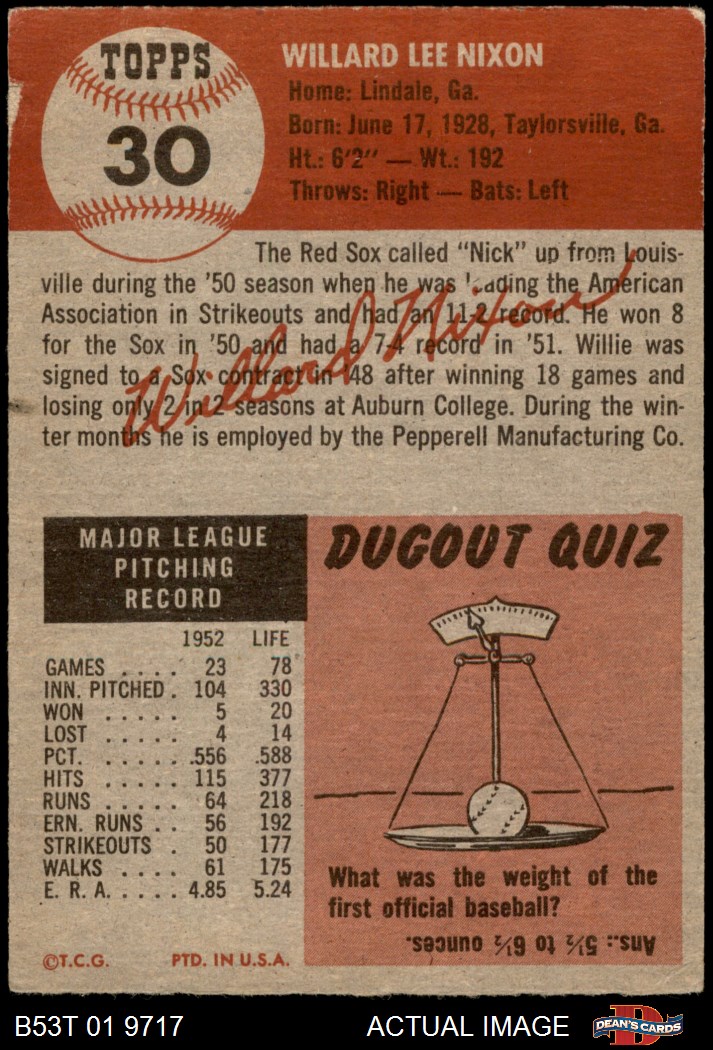 TOPPS
30
WILLARD LEE NIXON
Home: Lindale, Ga.
Born: June 17, 1928, Taylorsville, Ga.
Ht.: 6'2" — Wt.: 192
Throws: Right — Bats: Left
The Red Sox called "Nick" up from Louis-
ville during the '50 season when he was leading the American
Association in Strikeouts and had an 11-2 record. He won 8
for the Sox in '50 and had a 7-4 record in '51. Willie was
signed to a Sox contract in '48 after winning 18 games and
losing only 2 in 2 seasons at Auburn College. During the win-
ter months he is employed by the Pepperell Manufacturing Co.
Willard Nixon
MAJOR LEAGUE
PITCHING
RECORD
1952 LIFE
GAMES .... 23 78
INN. PITCHED. 104 330
WON ..... 5 20
LOST ..... 4 14
PCT. ..... .556 .588
HITS ..... 115 377
RUNS ..... 64 218
ERN. RUNS .. 56 192
STRIKEOUTS . 50 177
WALKS .... 61 175
E. R. A. .... 4.85 5.24
©T.C.G. PTD. IN U.S.A.
DUGOUT QUIZ
What was the weight of the
first official baseball?
Ans.: 5½ to 6½ ounces.
B53T 01 9717 ACTUAL IMAGE
D
DEAN'S CARDS